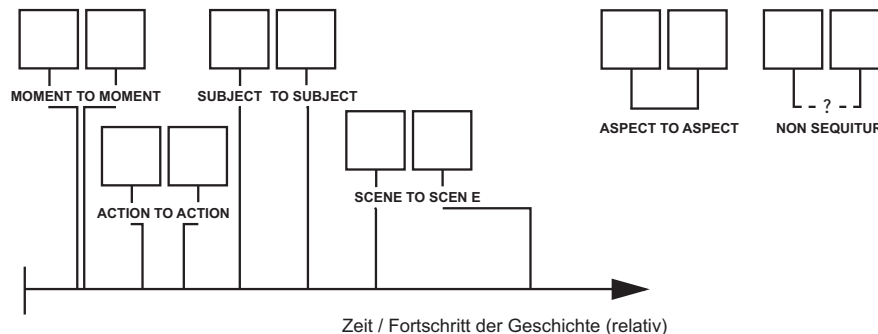 MOMENT TO MOMENT
SUBJECT TO SUBJECT
ASPECT TO ASPECT
?
NON SEQUITUR
ACTION TO ACTION
SCENE TO SCEN E
Zeit / Fortschritt der Geschichte (relativ)